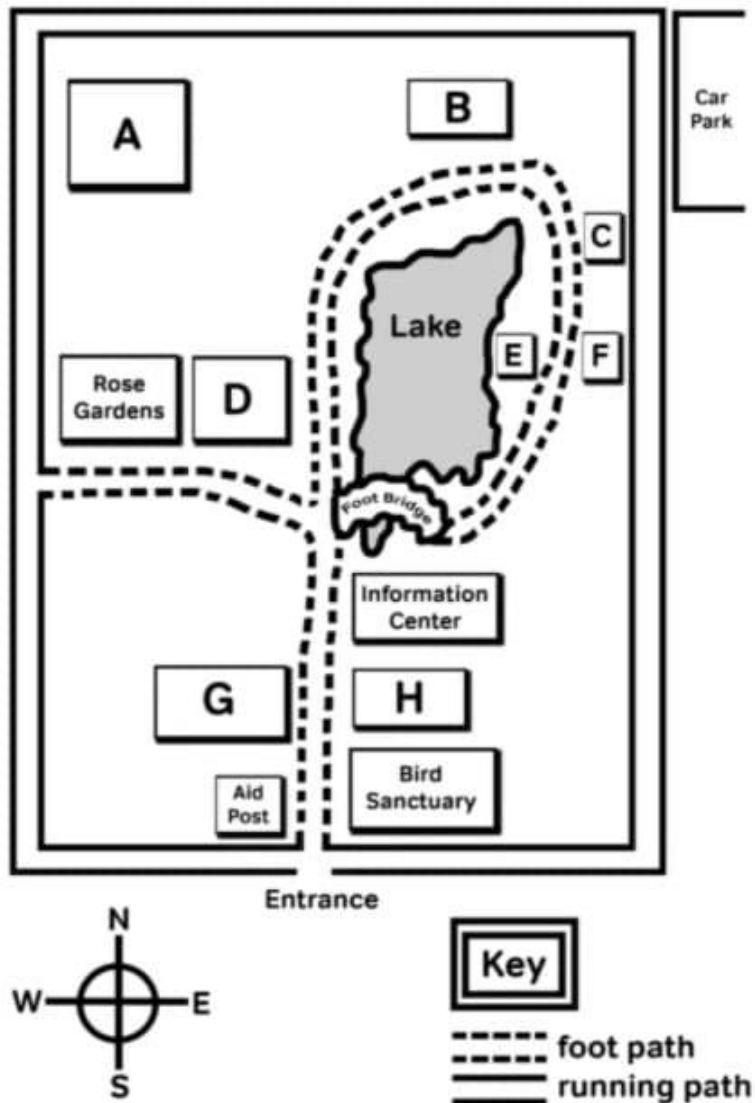 A
B
Car
Park
C
Lake
E
F
Rose
Gardens
D
Foot Bridge
Information
Center
G
H
Aid
Post
Bird
Sanctuary
Entrance
N
W
E
S
Key
foot path
running path